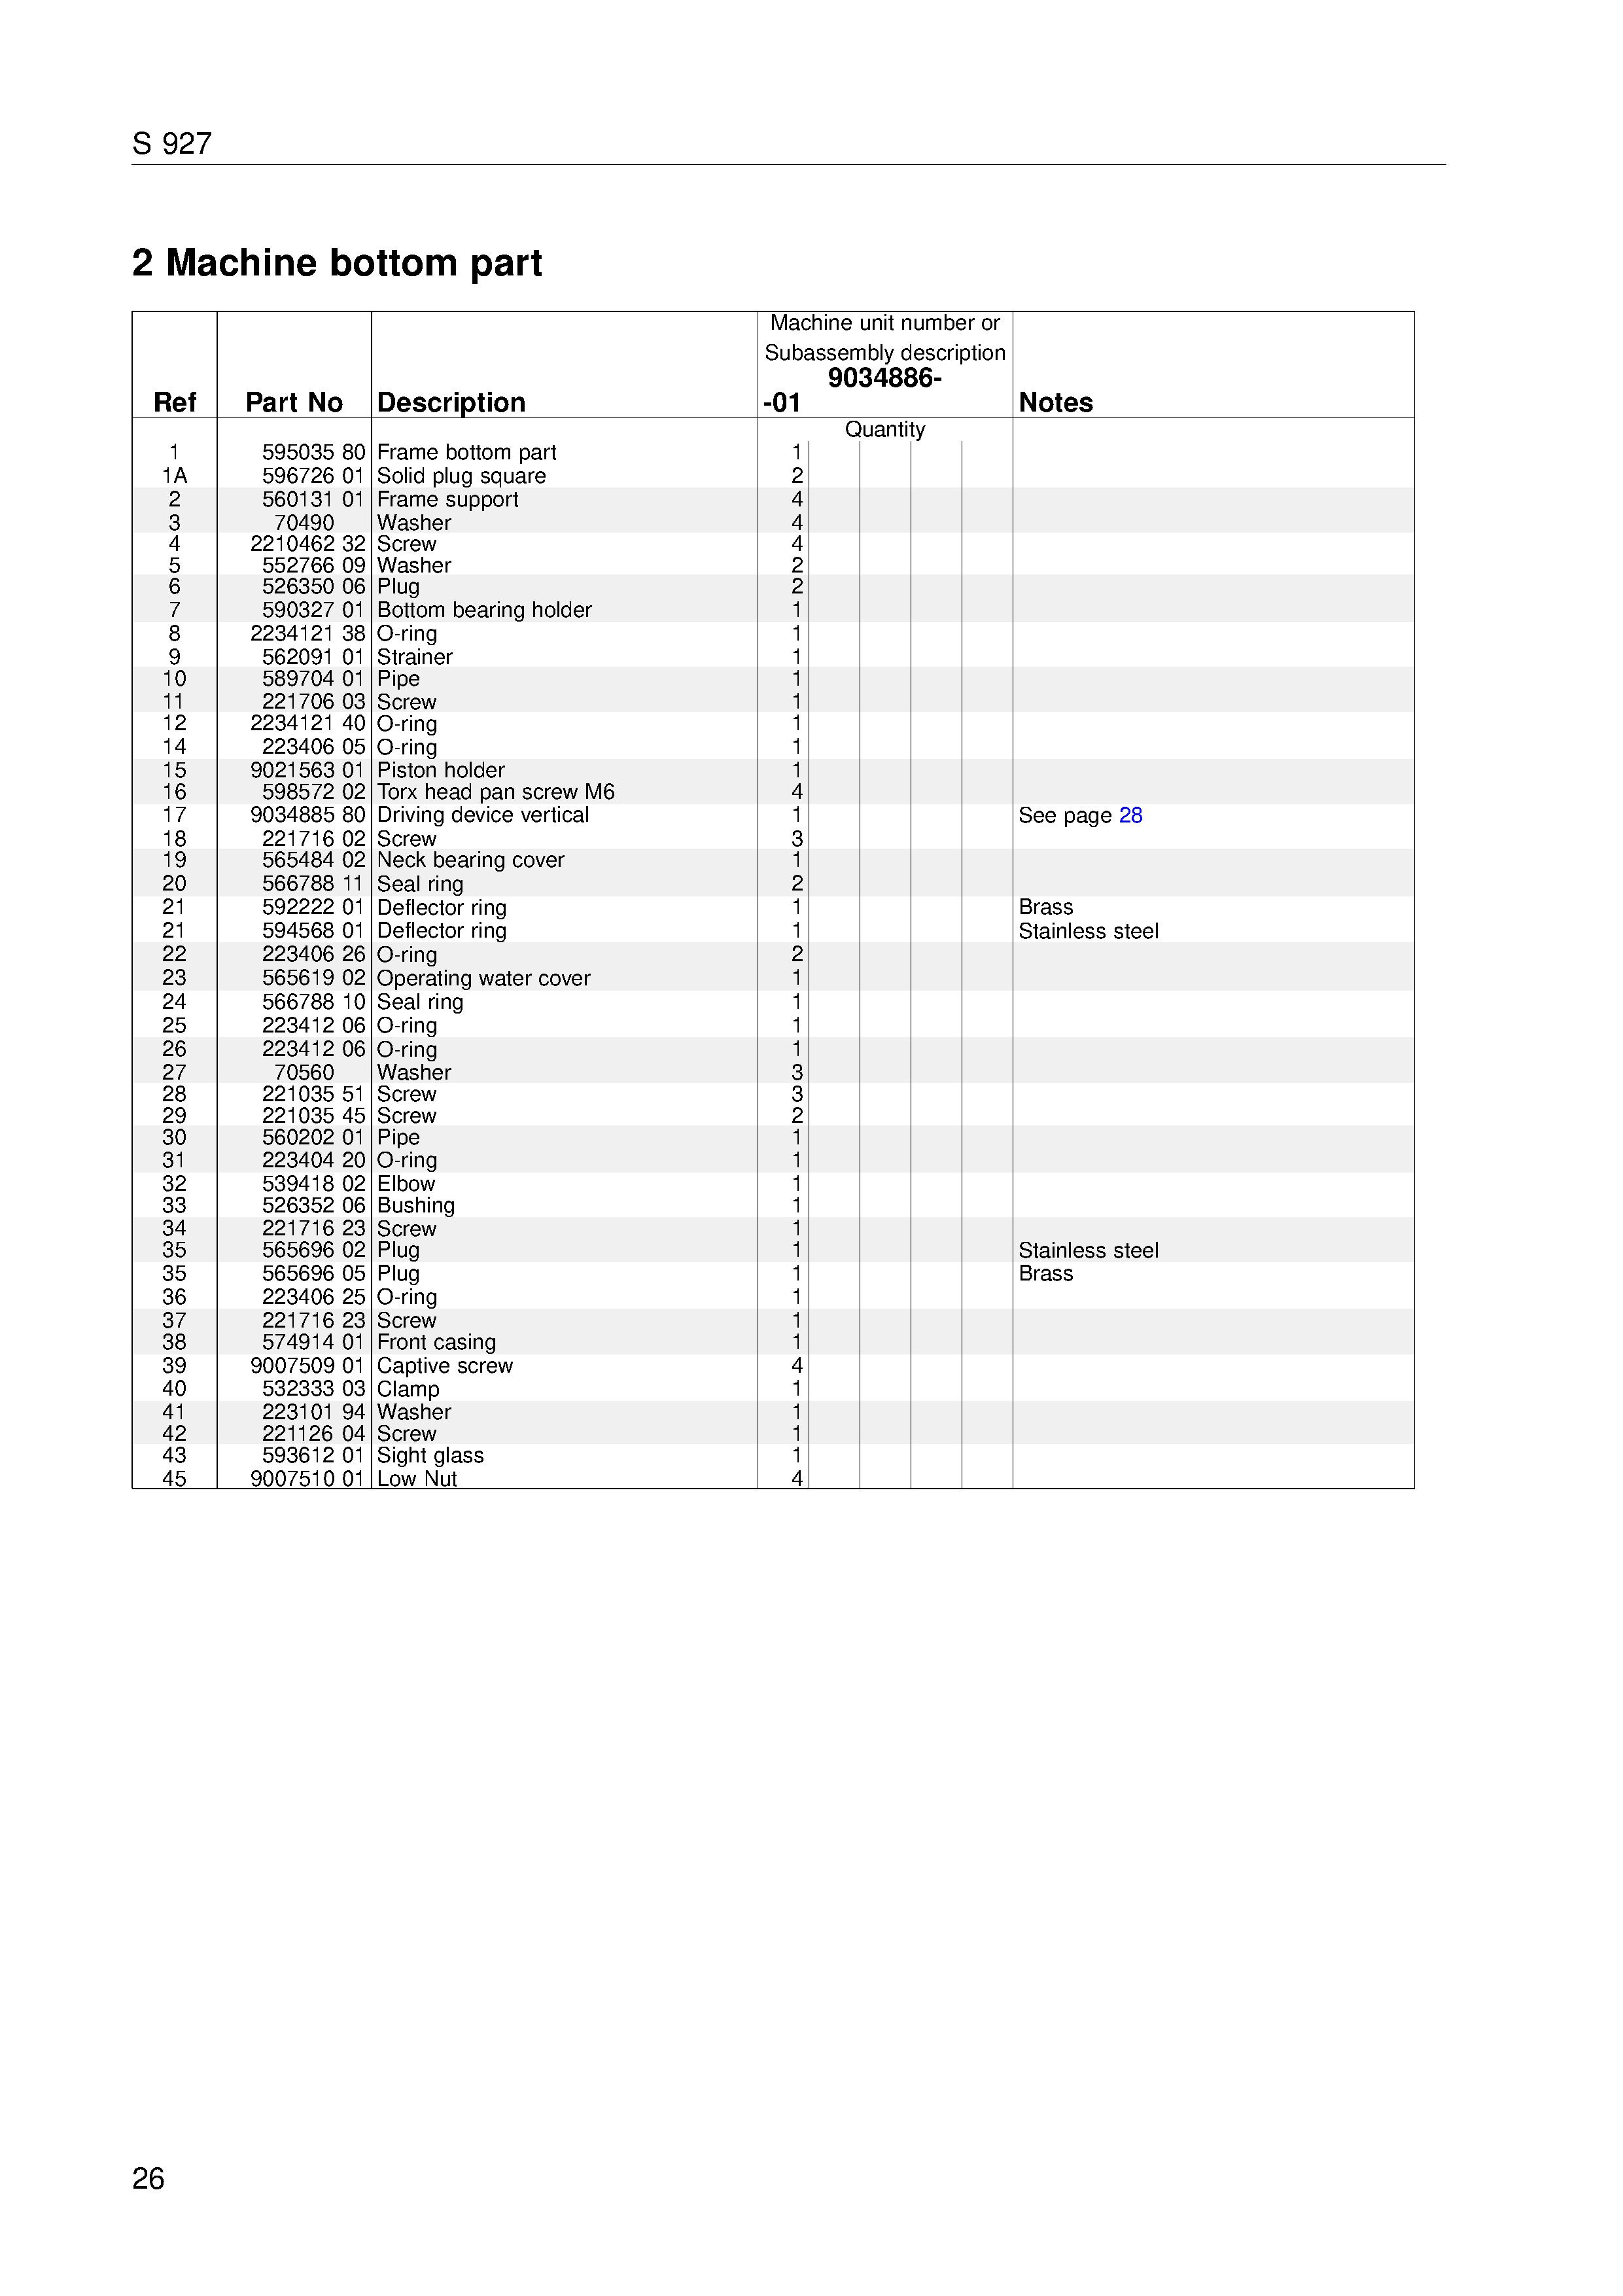 S 927
2 Machine bottom part
Machine unit number or
Subassembly description
9034886-
Ref Part No Description -01 Notes
Quantity
1 595035 80 Frame bottom part 1
1A 596726 01 Solid plug square 2
2 560131 01 Frame support 4
3 70490 Washer 4
4 2210462 32 Screw 4
5 552766 09 Washer 2
6 526350 06 Plug 2
7 590327 01 Bottom bearing holder 1
8 2234121 38 O-ring 1
9 562091 01 Strainer 1
10 589704 01 Pipe 1
11 221706 03 Screw 1
12 2234121 40 O-ring 1
14 223406 05 O-ring 1
15 9021563 01 Piston holder 1
16 598572 02 Torx head pan screw M6 4
17 9034885 80 Driving device vertical 1 See page 28
18 221716 02 Screw 3
19 565484 02 Neck bearing cover 1
20 566788 11 Seal ring 2
21 592222 01 Deflector ring 1 Brass
21 594568 01 Deflector ring 1 Stainless steel
22 223406 26 O-ring 2
23 565619 02 Operating water cover 1
24 566788 10 Seal ring 1
25 223412 06 O-ring 1
26 223412 06 O-ring 1
27 70560 Washer 3
28 221035 51 Screw 3
29 221035 45 Screw 2
30 560202 01 Pipe 1
31 223404 20 O-ring 1
32 539418 02 Elbow 1
33 526352 06 Bushing 1
34 221716 23 Screw 1
35 565696 02 Plug 1 Stainless steel
35 565696 05 Plug 1 Brass
36 223406 25 O-ring 1
37 221716 23 Screw 1
38 574914 01 Front casing 1
39 9007509 01 Captive screw 4
40 532333 03 Clamp 1
41 223101 94 Washer 1
42 221126 04 Screw 1
43 593612 01 Sight glass 1
45 9007510 01 Low Nut 4
26